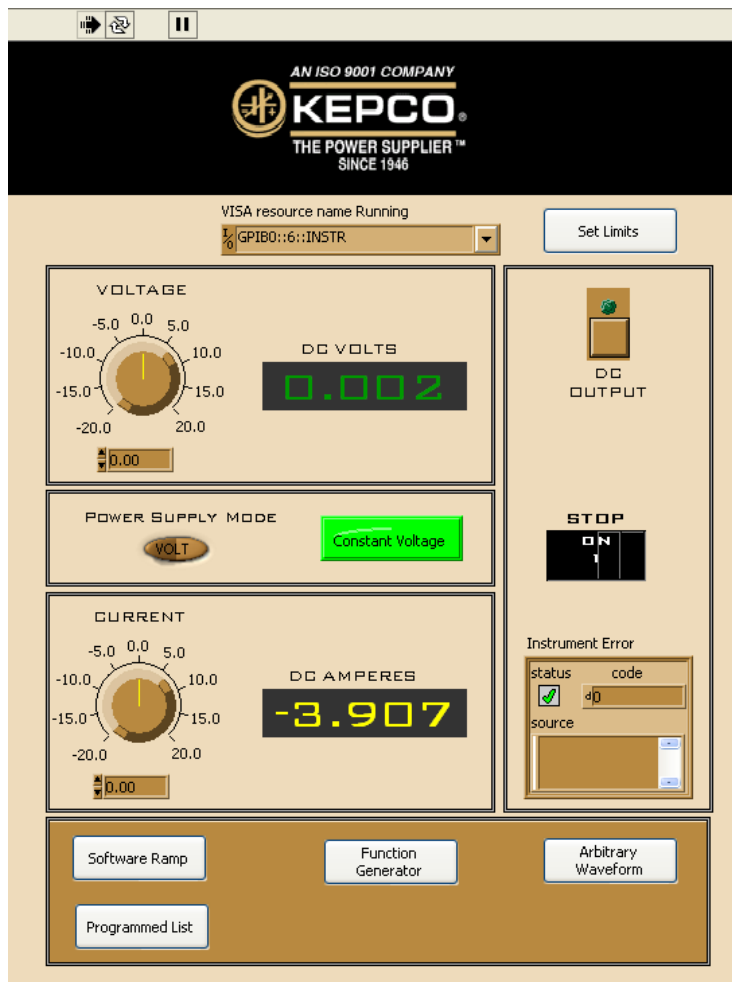 AN ISO 9001 COMPANY
KEPCO®
THE POWER SUPPLIER™
SINCE 1946
VISA resource name Running
I/O GPIB0::6::INSTR
Set Limits
VOLTAGE
-5.0 0.0 5.0
-10.0 10.0
-15.0 15.0
-20.0 20.0
0.00
DC VOLTS
0.002
DC
OUTPUT
POWER SUPPLY MODE
VOLT
Constant Voltage
STOP
ON
1
CURRENT
-5.0 0.0 5.0
-10.0 10.0
-15.0 15.0
-20.0 20.0
0.00
DC AMPERES
-3.907
Instrument Error
status code
d0
source
Software Ramp
Function
Generator
Arbitrary
Waveform
Programmed List